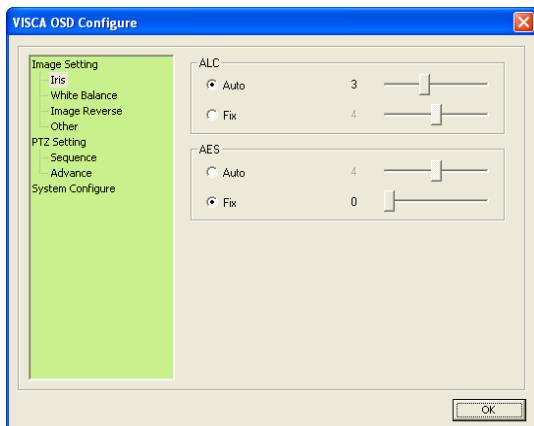 VISCA OSD Configure
Image Setting
Iris
White Balance
Image Reverse
Other
PTZ Setting
Sequence
Advance
System Configure
ALC
Auto 3
Fix 4
AES
Auto 4
Fix 0
OK